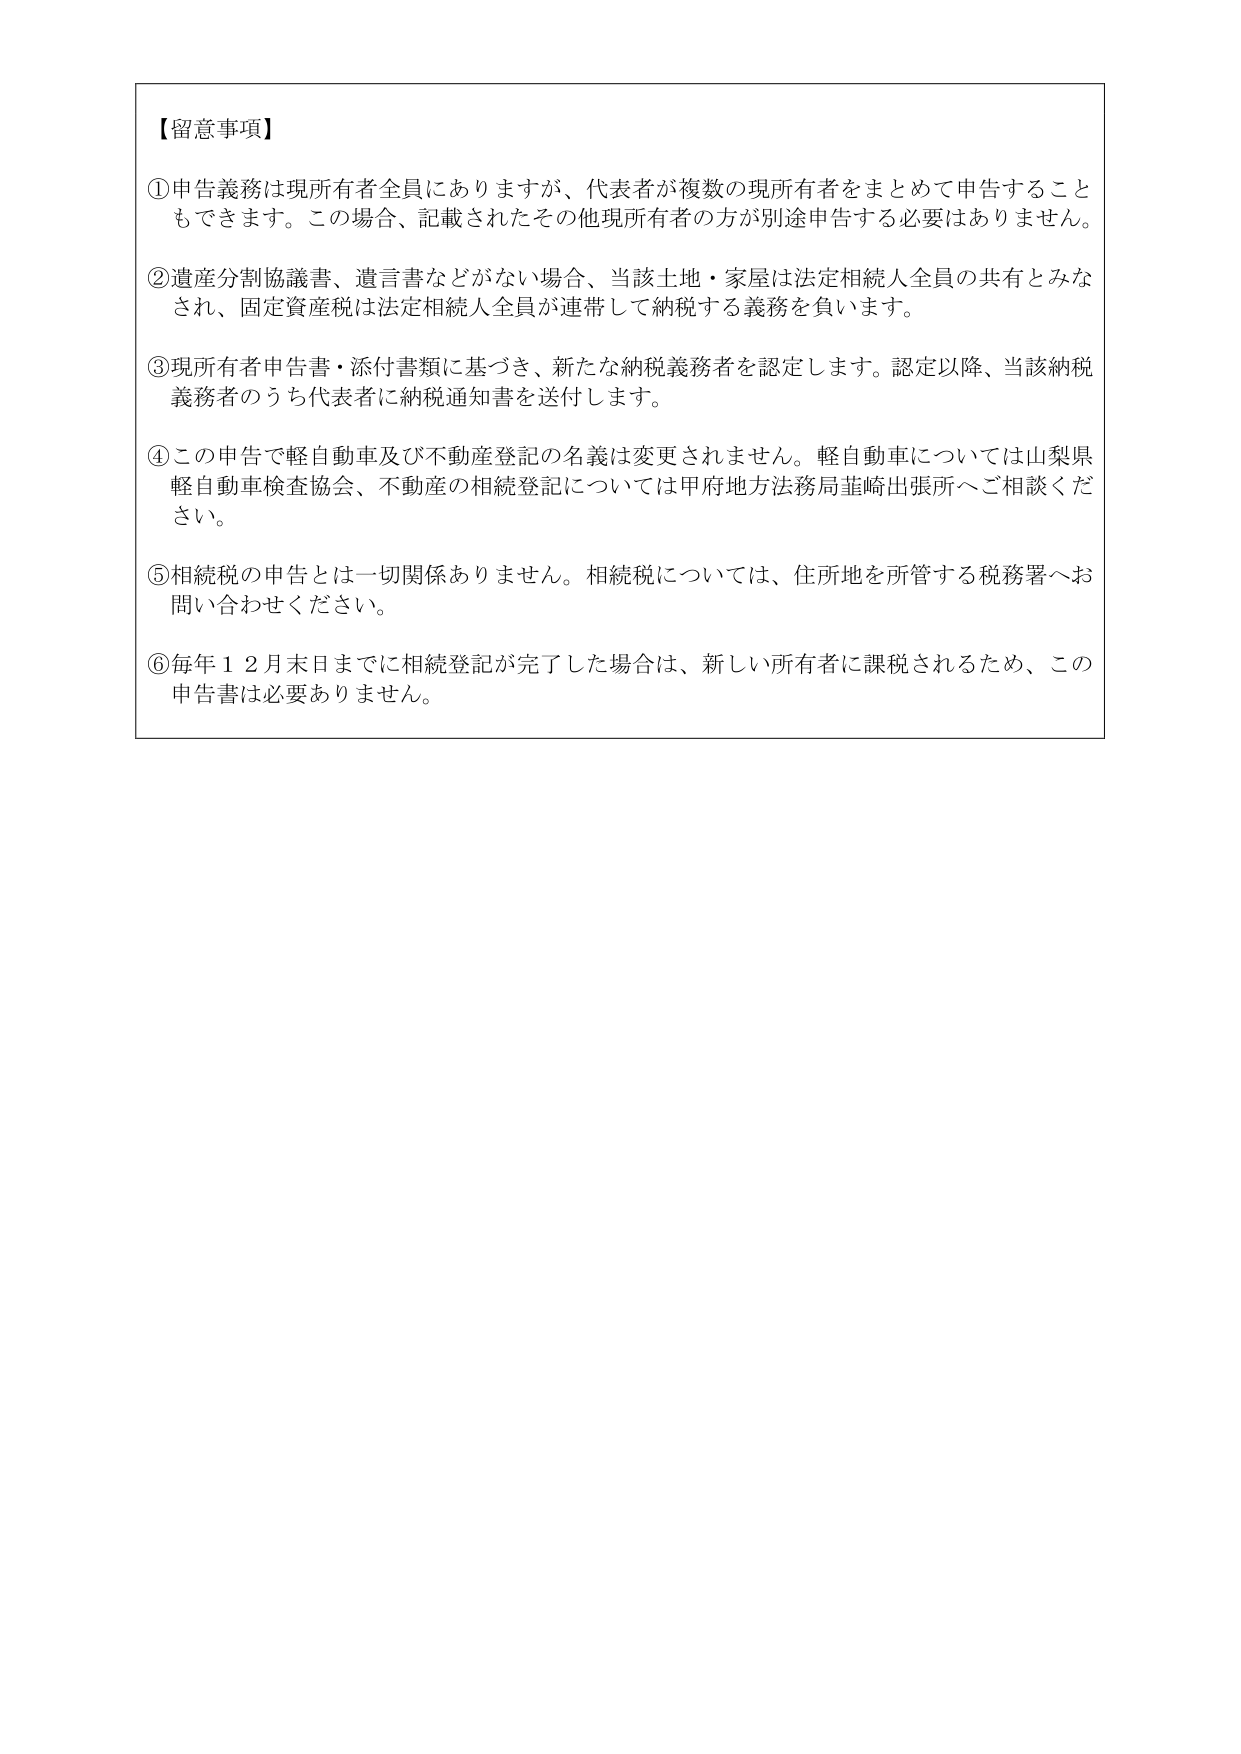 【留意事項】
①申告義務は現所有者全員にありますが、代表者が複数の現所有者をまとめて申告すること
もできます。この場合、記載されたその他現所有者の方が別途申告する必要はありません。
②遺産分割協議書、遺言書などがない場合、当該土地・家屋は法定相続人全員の共有とみな
され、固定資産税は法定相続人全員が連帯して納税する義務を負います。
③現所有者申告書・添付書類に基づき、新たな納税義務者を認定します。認定以降、当該納税
義務者のうち代表者に納税通知書を送付します。
④この申告で軽自動車及び不動産登記の名義は変更されません。軽自動車については山梨県
軽自動車検査協会、不動産の相続登記については甲府地方法務局韮崎出張所へご相談くだ
さい。
⑤相続税の申告とは一切関係ありません。相続税については、住所地を所管する税務署へお
問い合わせください。
⑥毎年１２月末日までに相続登記が完了した場合は、新しい所有者に課税されるため、この
申告書は必要ありません。